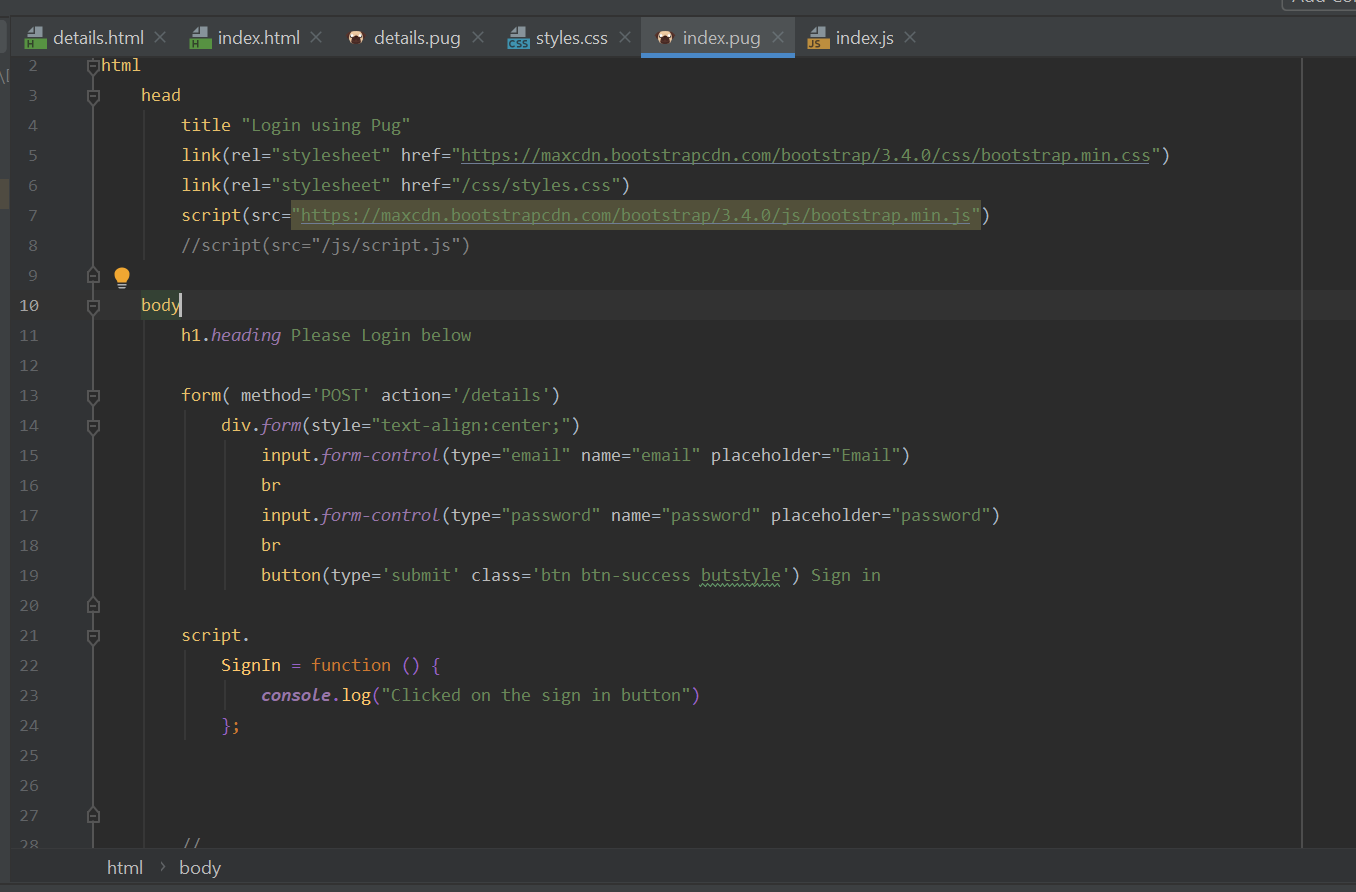 details.html index.html details.pug styles.css index.pug index.js
2 html
3 head
4 title "Login using Pug"
5 link(rel="stylesheet" href="https://maxcdn.bootstrapcdn.com/bootstrap/3.4.0/css/bootstrap.min.css")
6 link(rel="stylesheet" href="/css/styles.css")
7 script(src="https://maxcdn.bootstrapcdn.com/bootstrap/3.4.0/js/bootstrap.min.js")
8 //script(src="/js/script.js")
9
10 body
11 h1.heading Please Login below
12
13 form( method='POST' action='/details')
14 div.form(style="text-align:center;")
15 input.form-control(type="email" name="email" placeholder="Email")
16 br
17 input.form-control(type="password" name="password" placeholder="password")
18 br
19 button(type='submit' class='btn btn-success butstyle') Sign in
20
21 script.
22 SignIn = function () {
23 console.log("Clicked on the sign in button")
24 };
25
26
27
28 //
html › body